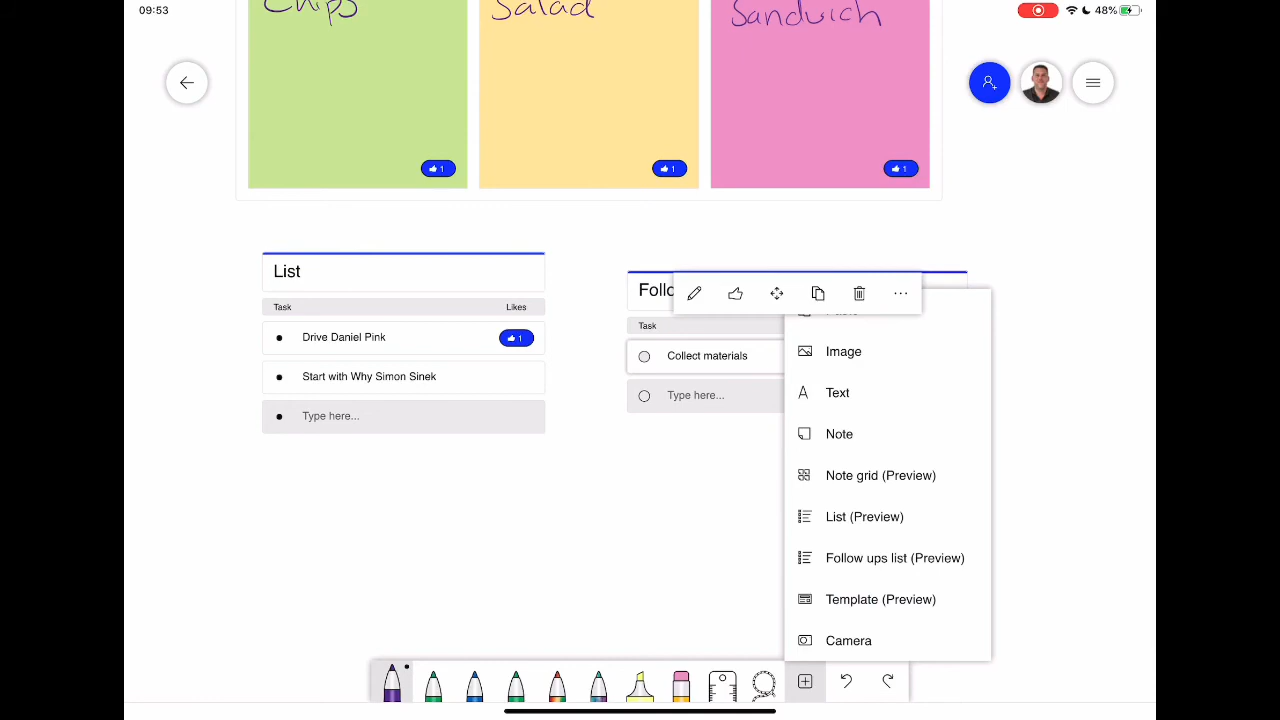 09:53
48%
Chips
Salad
Sandwich
1
1
1
List
Task
Likes
Drive Daniel Pink
1
Start with Why Simon Sinek
Type here...
Task
Collect materials
Type here...
Image
Text
Note
Note grid (Preview)
List (Preview)
Follow ups list (Preview)
Template (Preview)
Camera